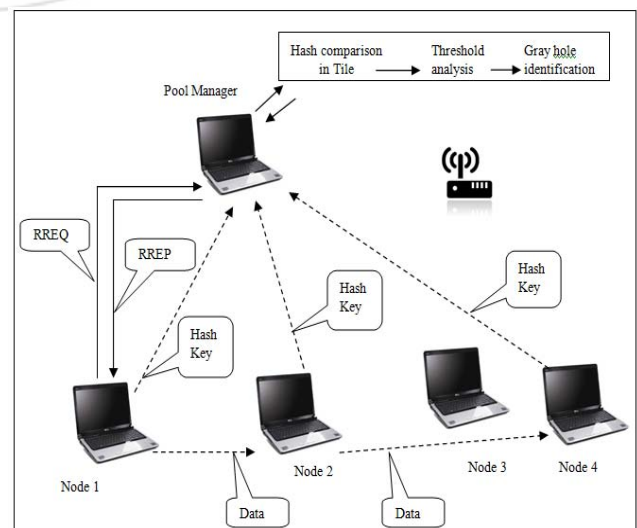 Hash comparison
in Tile
Threshold
analysis
Gray hole
identification
Pool Manager
RREQ
RREP
Hash
Key
Hash
Key
Hash
Key
Node 1
Node 2
Node 3
Node 4
Data
Data